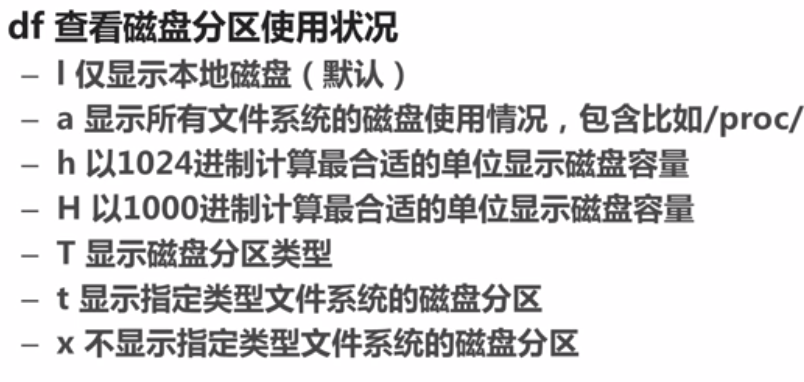 df 查看磁盘分区使用状况
– l 仅显示本地磁盘（默认）
– a 显示所有文件系统的磁盘使用情况，包含比如/proc/
– h 以1024进制计算最合适的单位显示磁盘容量
– H 以1000进制计算最合适的单位显示磁盘容量
– T 显示磁盘分区类型
– t 显示指定类型文件系统的磁盘分区
– x 不显示指定类型文件系统的磁盘分区